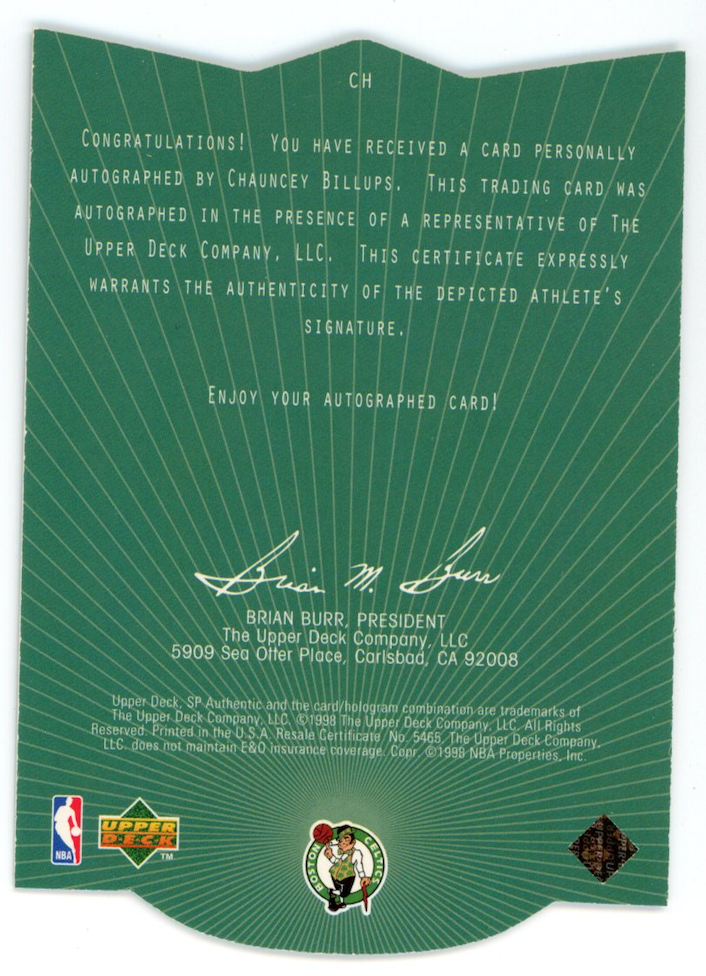 CH
CONGRATULATIONS! YOU HAVE RECEIVED A CARD PERSONALLY
AUTOGRAPHED BY CHAUNCEY BILLUPS. THIS TRADING CARD WAS
AUTOGRAPHED IN THE PRESENCE OF A REPRESENTATIVE OF THE
UPPER DECK COMPANY, LLC. THIS CERTIFICATE EXPRESSLY
WARRANTS THE AUTHENTICITY OF THE DEPICTED ATHLETE'S
SIGNATURE.
ENJOY YOUR AUTOGRAPHED CARD!
Brian M. Burr
BRIAN BURR, PRESIDENT
The Upper Deck Company, LLC
5909 Sea Otter Place, Carlsbad, CA 92008
Upper Deck, SP Authentic and the card/hologram combination are trademarks of
The Upper Deck Company, LLC. ©1998 The Upper Deck Company, LLC. All Rights
Reserved. Printed in the U.S.A. Resale Certificate No. 5465. The Upper Deck Company,
LLC. does not maintain E&O insurance coverage. Copr. ©1998 NBA Properties, Inc.
NBA
UPPER
DECK
TM
BOSTON CELTICS